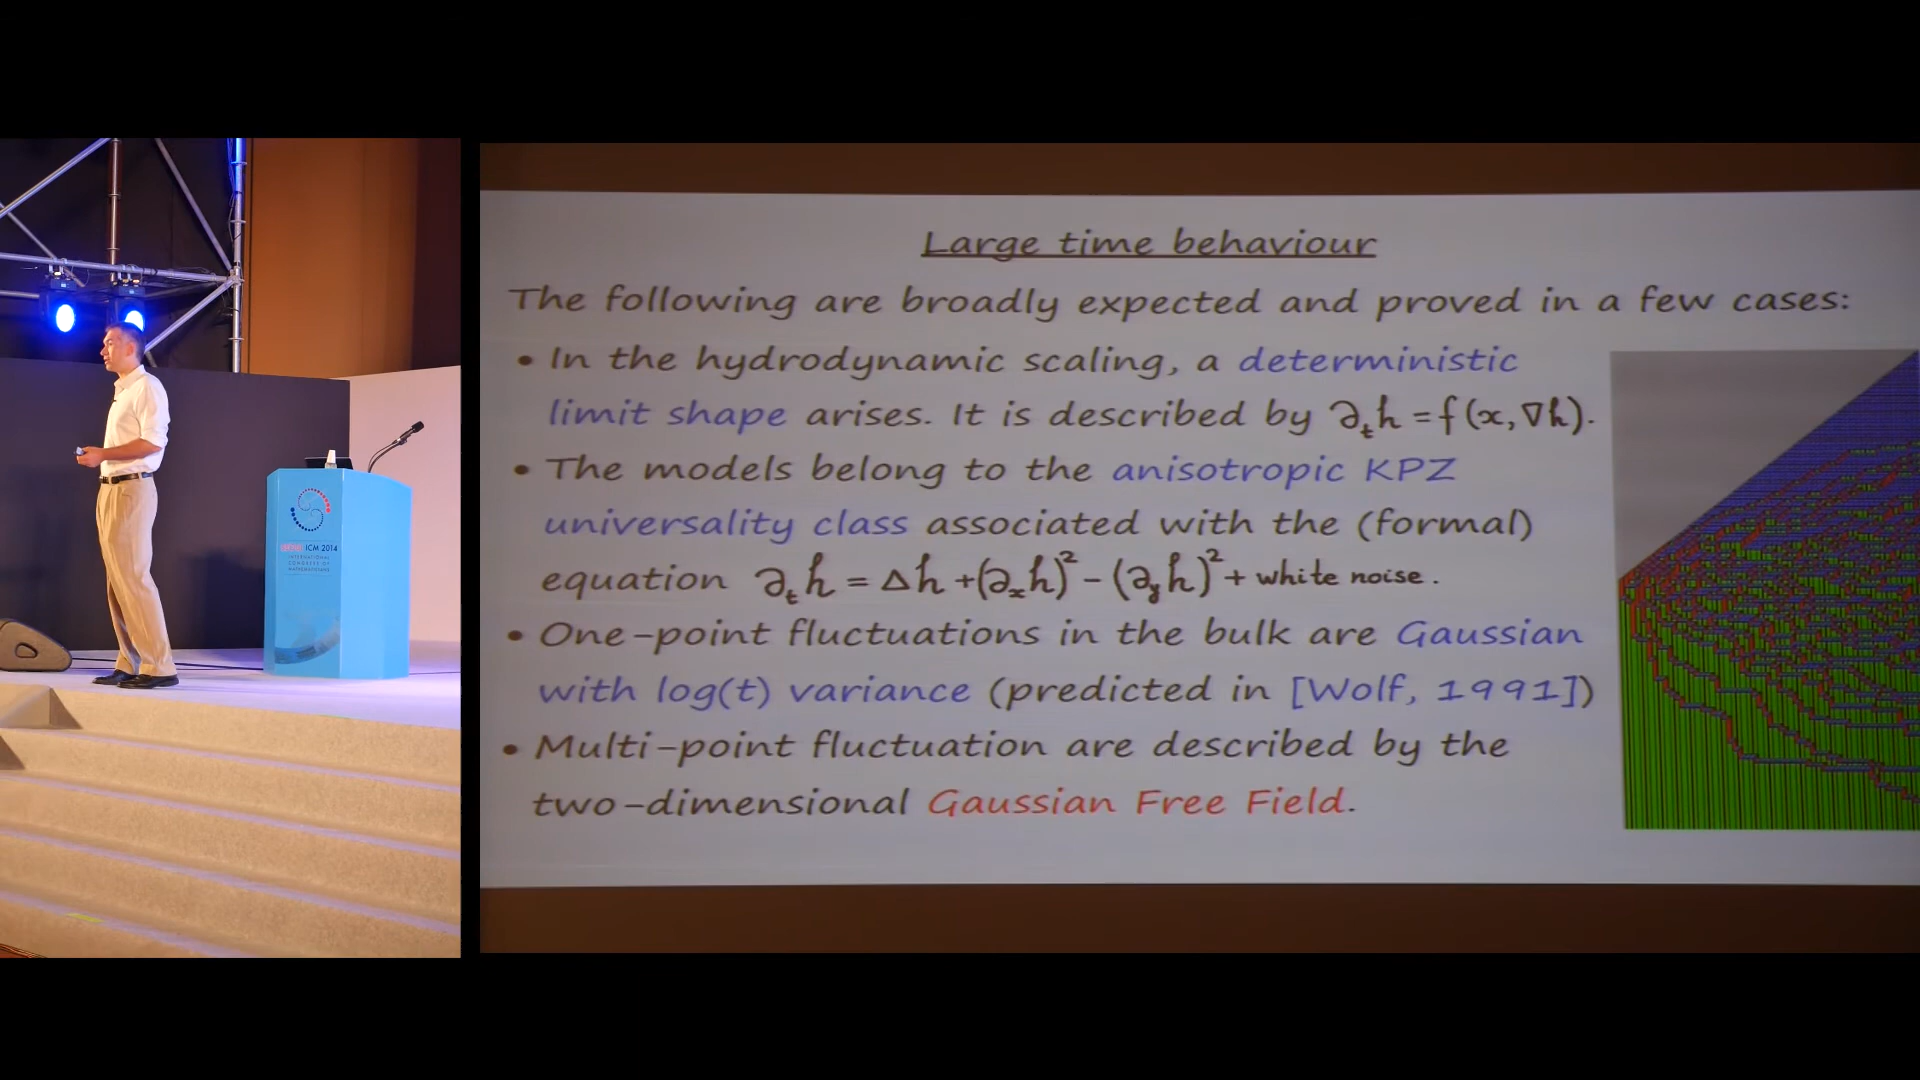 Large time behaviour
The following are broadly expected and proved in a few cases:
• In the hydrodynamic scaling, a deterministic
limit shape arises. It is described by ∂ₜh = f(x,∇h).
• The models belong to the anisotropic KPZ
universality class associated with the (formal)
equation ∂ₜh = Δh + (∂ₓh)² − (∂ᵧh)² + white noise.
• One-point fluctuations in the bulk are Gaussian
with log(t) variance (predicted in [Wolf, 1991])
• Multi-point fluctuation are described by the
two-dimensional Gaussian Free Field.
ICM 2014
INTERNATIONAL
CONGRESS OF
MATHEMATICIANS